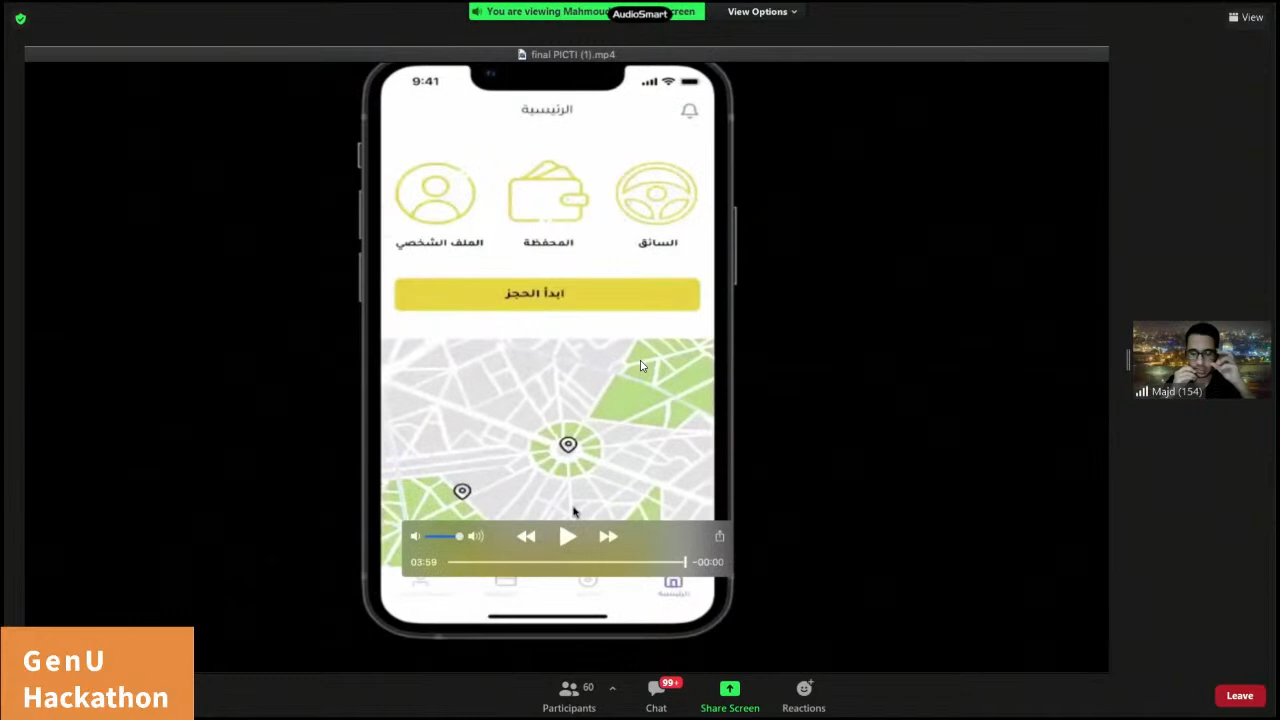 You are viewing Mahmoud
AudioSmart
screen
View Options
View
final PICTI (1).mp4
9:41
الرئيسية
السائق
المحفظة
الملف الشخصي
ابدأ الحجز
03:59
-00:00
الرئيسية
Majd (154)
GenU
Hackathon
60
99+
Participants
Chat
Share Screen
Reactions
Leave